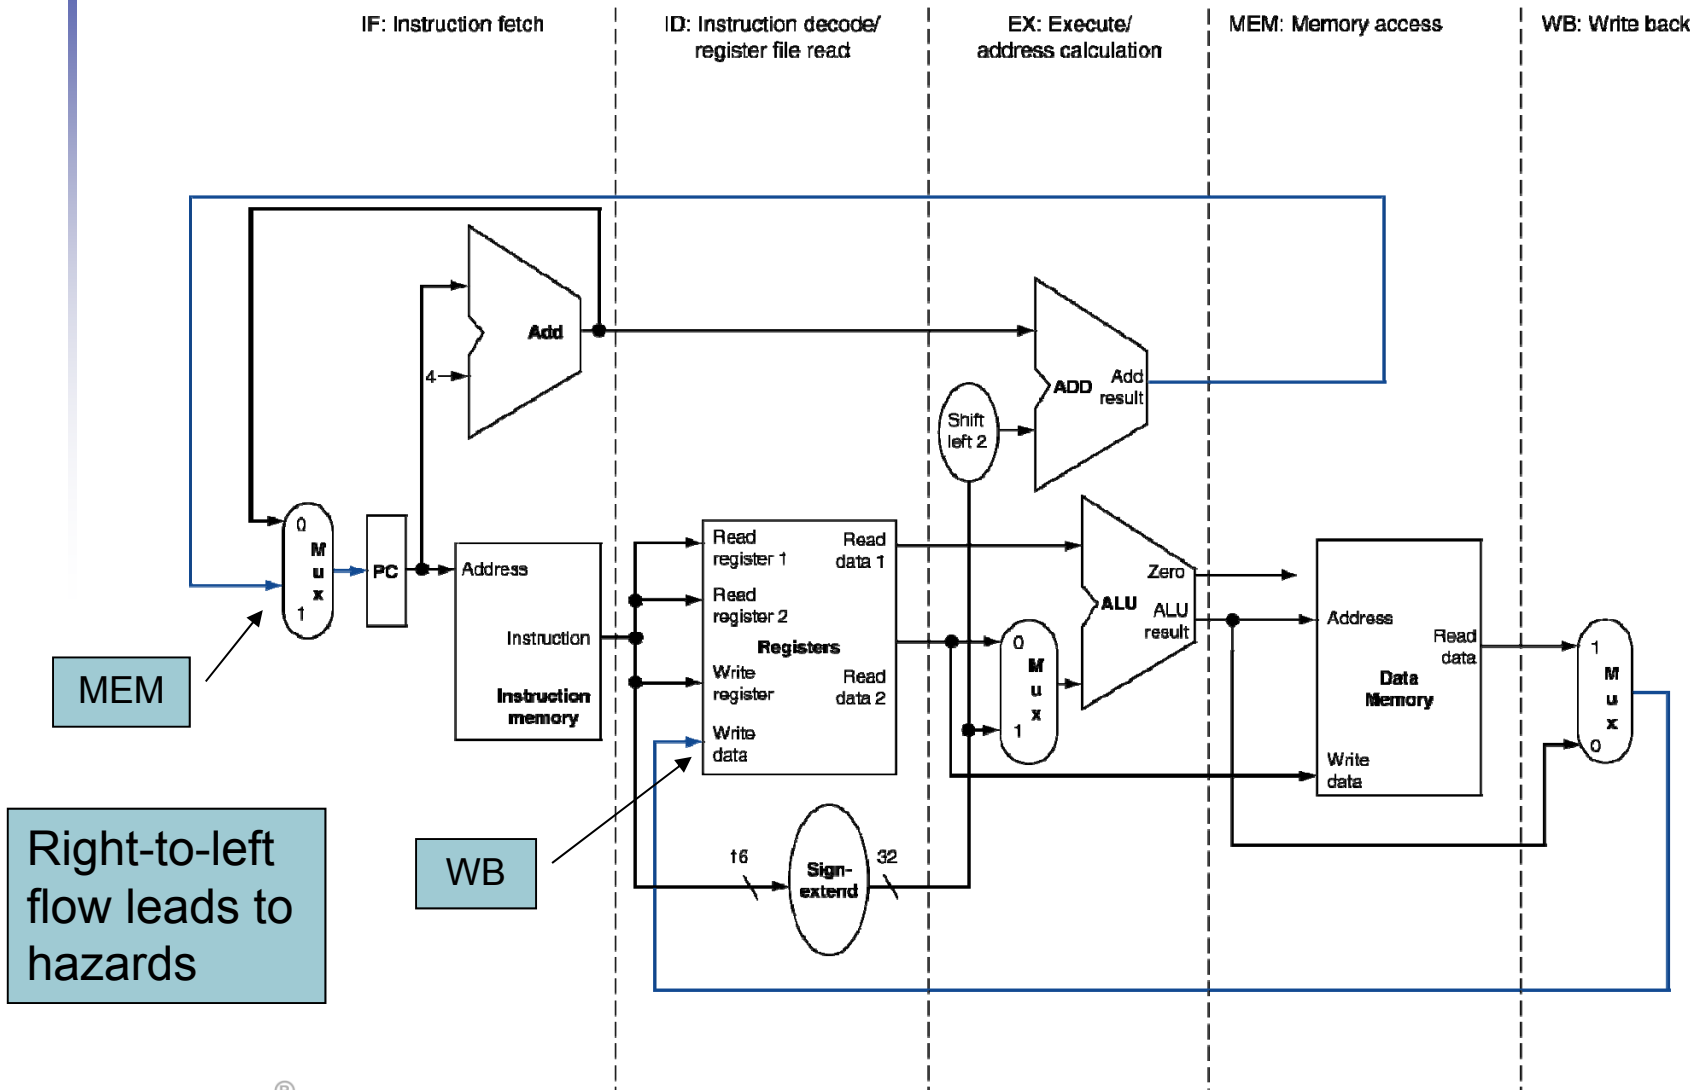 IF: Instruction fetch
ID: Instruction decode/
register file read
EX: Execute/
address calculation
MEM: Memory access
WB: Write back
Add
4
ADD
Add
result
Shift
left 2
0
M
u
x
1
PC
Address
Instruction
Instruction
memory
Read
register 1
Read
register 2
Registers
Write
register
Write
data
Read
data 1
Read
data 2
0
M
u
x
1
Zero
ALU
ALU
result
Address
Read
data
Data
Memory
Write
data
1
M
u
x
0
MEM
WB
16
Sign-
extend
32
Right-to-left
flow leads to
hazards
®